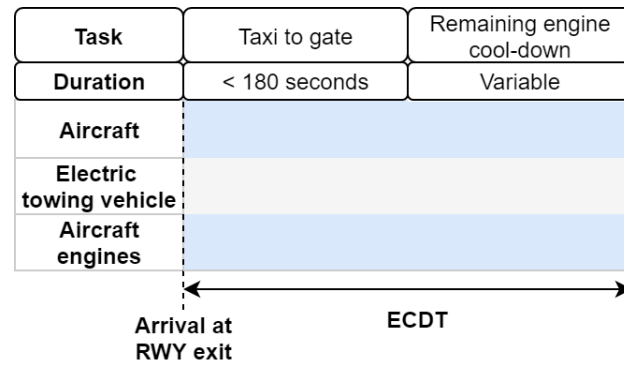 Task
Taxi to gate
Remaining engine
cool-down
Duration
< 180 seconds
Variable
Aircraft
Electric
towing vehicle
Aircraft
engines
Arrival at
RWY exit
ECDT